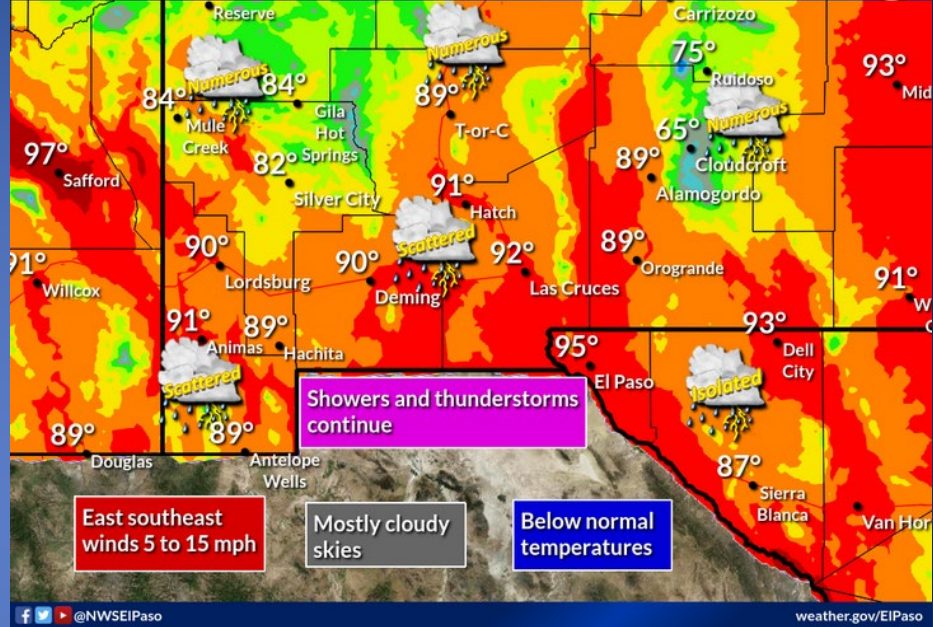 Reserve
Numerous
84°
84°
Mule
Creek
Gila
Hot
Springs
Numerous
89°
T-or-C
Carrizozo
75°
Ruidoso
Numerous
65°
Cloudcroft
93°
Mid
97°
Safford
82°
Silver City
91°
Hatch
89°
Alamogordo
Scattered
91°
Willcox
90°
Lordsburg
90°
Deming
92°
Las Cruces
89°
Orogrande
91°
W
91°
Animas
89°
Hachita
Scattered
95°
El Paso
93°
Dell
City
Isolated
Showers and thunderstorms
continue
89°
Douglas
89°
Antelope
Wells
87°
Sierra
Blanca
Van Hor
East southeast
winds 5 to 15 mph
Mostly cloudy
skies
Below normal
temperatures
@NWSElPaso
weather.gov/ElPaso